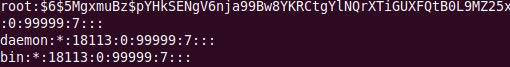 root:$6$5MgxmuBz$pYHkSENgV6nja99Bw8YKRCtgYlNQrXTiGUXFQtB0L9MZ25x
:0:99999:7:::
daemon:*:18113:0:99999:7:::
bin:*:18113:0:99999:7:::